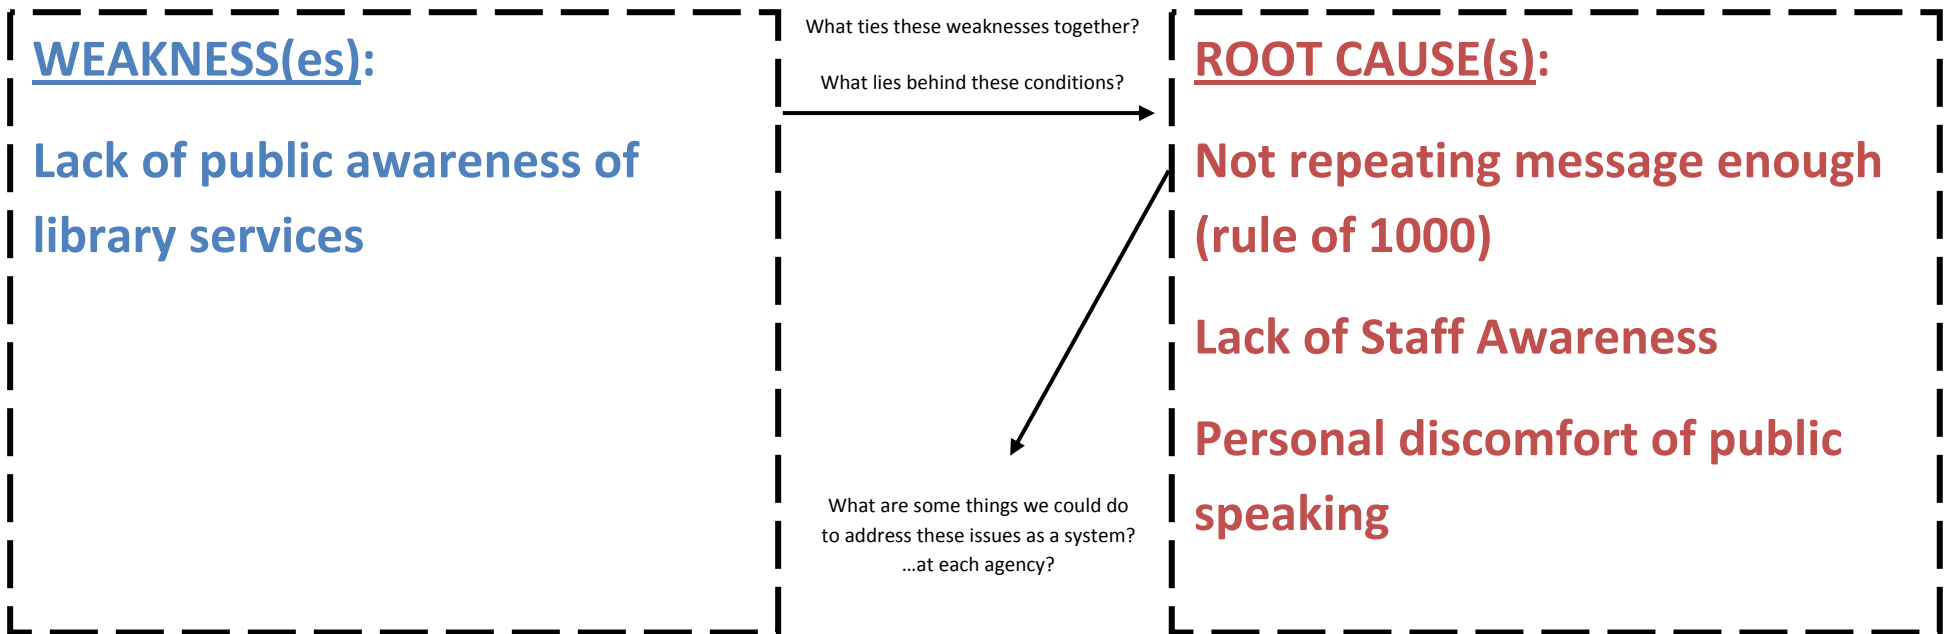 WEAKNESS(es):
Lack of public awareness of
library services
What ties these weaknesses together?
What lies behind these conditions?
ROOT CAUSE(s):
Not repeating message enough
(rule of 1000)
Lack of Staff Awareness
Personal discomfort of public
speaking
What are some things we could do
to address these issues as a system?
...at each agency?